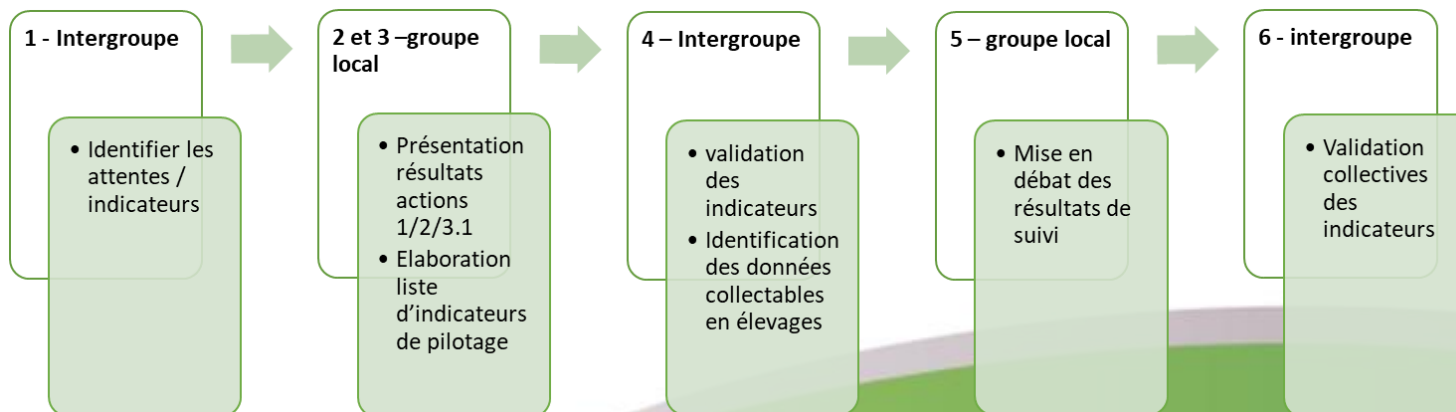 1 - Intergroupe
• Identifier les
attentes /
indicateurs
2 et 3 –groupe
local
• Présentation
résultats
actions
1/2/3.1
• Elaboration
liste
d’indicateurs
de pilotage
4 – Intergroupe
• validation
des
indicateurs
• Identification
des données
collectables
en élevages
5 – groupe local
• Mise en
débat des
résultats de
suivi
6 - intergroupe
• Validation
collectives
des
indicateurs